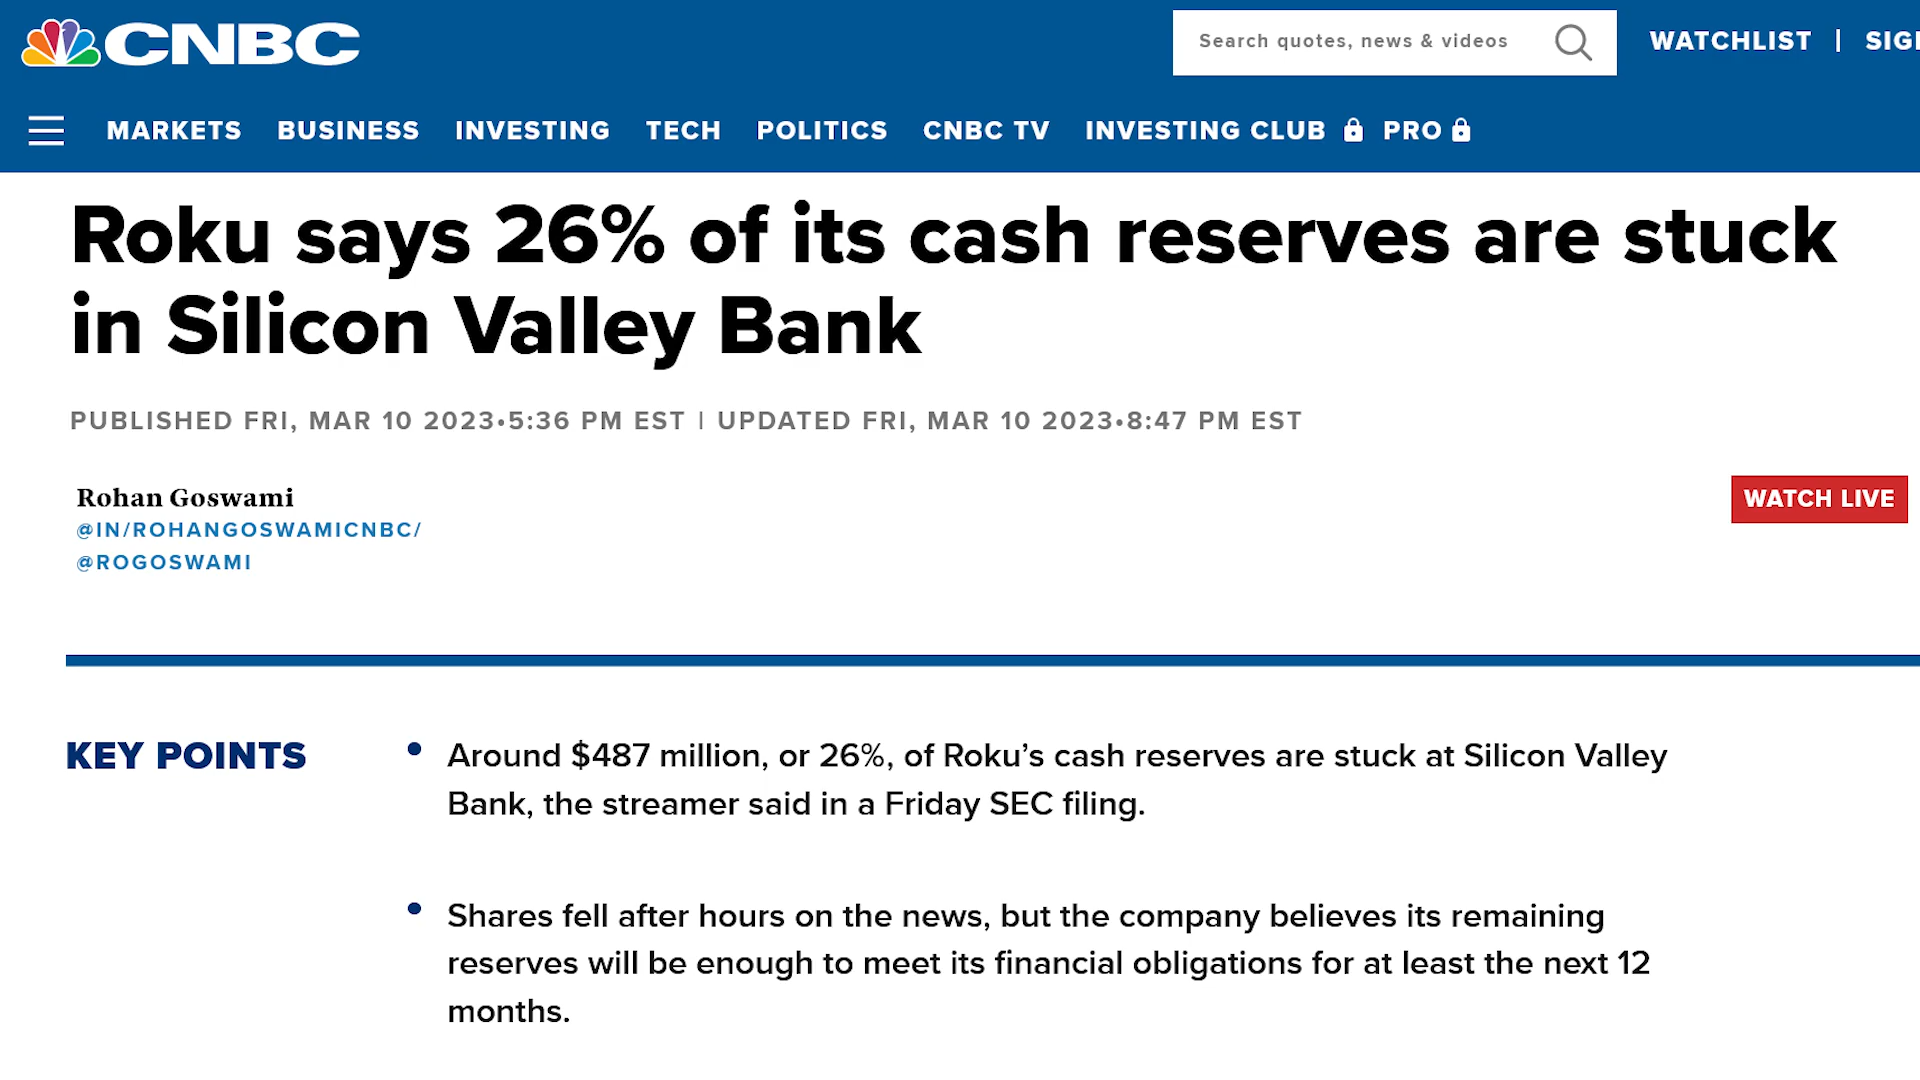 CNBC
Search quotes, news & videos
WATCHLIST | SIG
MARKETS BUSINESS INVESTING TECH POLITICS CNBC TV INVESTING CLUB PRO
Roku says 26% of its cash reserves are stuck
in Silicon Valley Bank
PUBLISHED FRI, MAR 10 2023•5:36 PM EST | UPDATED FRI, MAR 10 2023•8:47 PM EST
Rohan Goswami
@IN/ROHANGOSWAMICNBC/
@ROGOSWAMI
WATCH LIVE
KEY POINTS
• Around $487 million, or 26%, of Roku’s cash reserves are stuck at Silicon Valley
Bank, the streamer said in a Friday SEC filing.
• Shares fell after hours on the news, but the company believes its remaining
reserves will be enough to meet its financial obligations for at least the next 12
months.